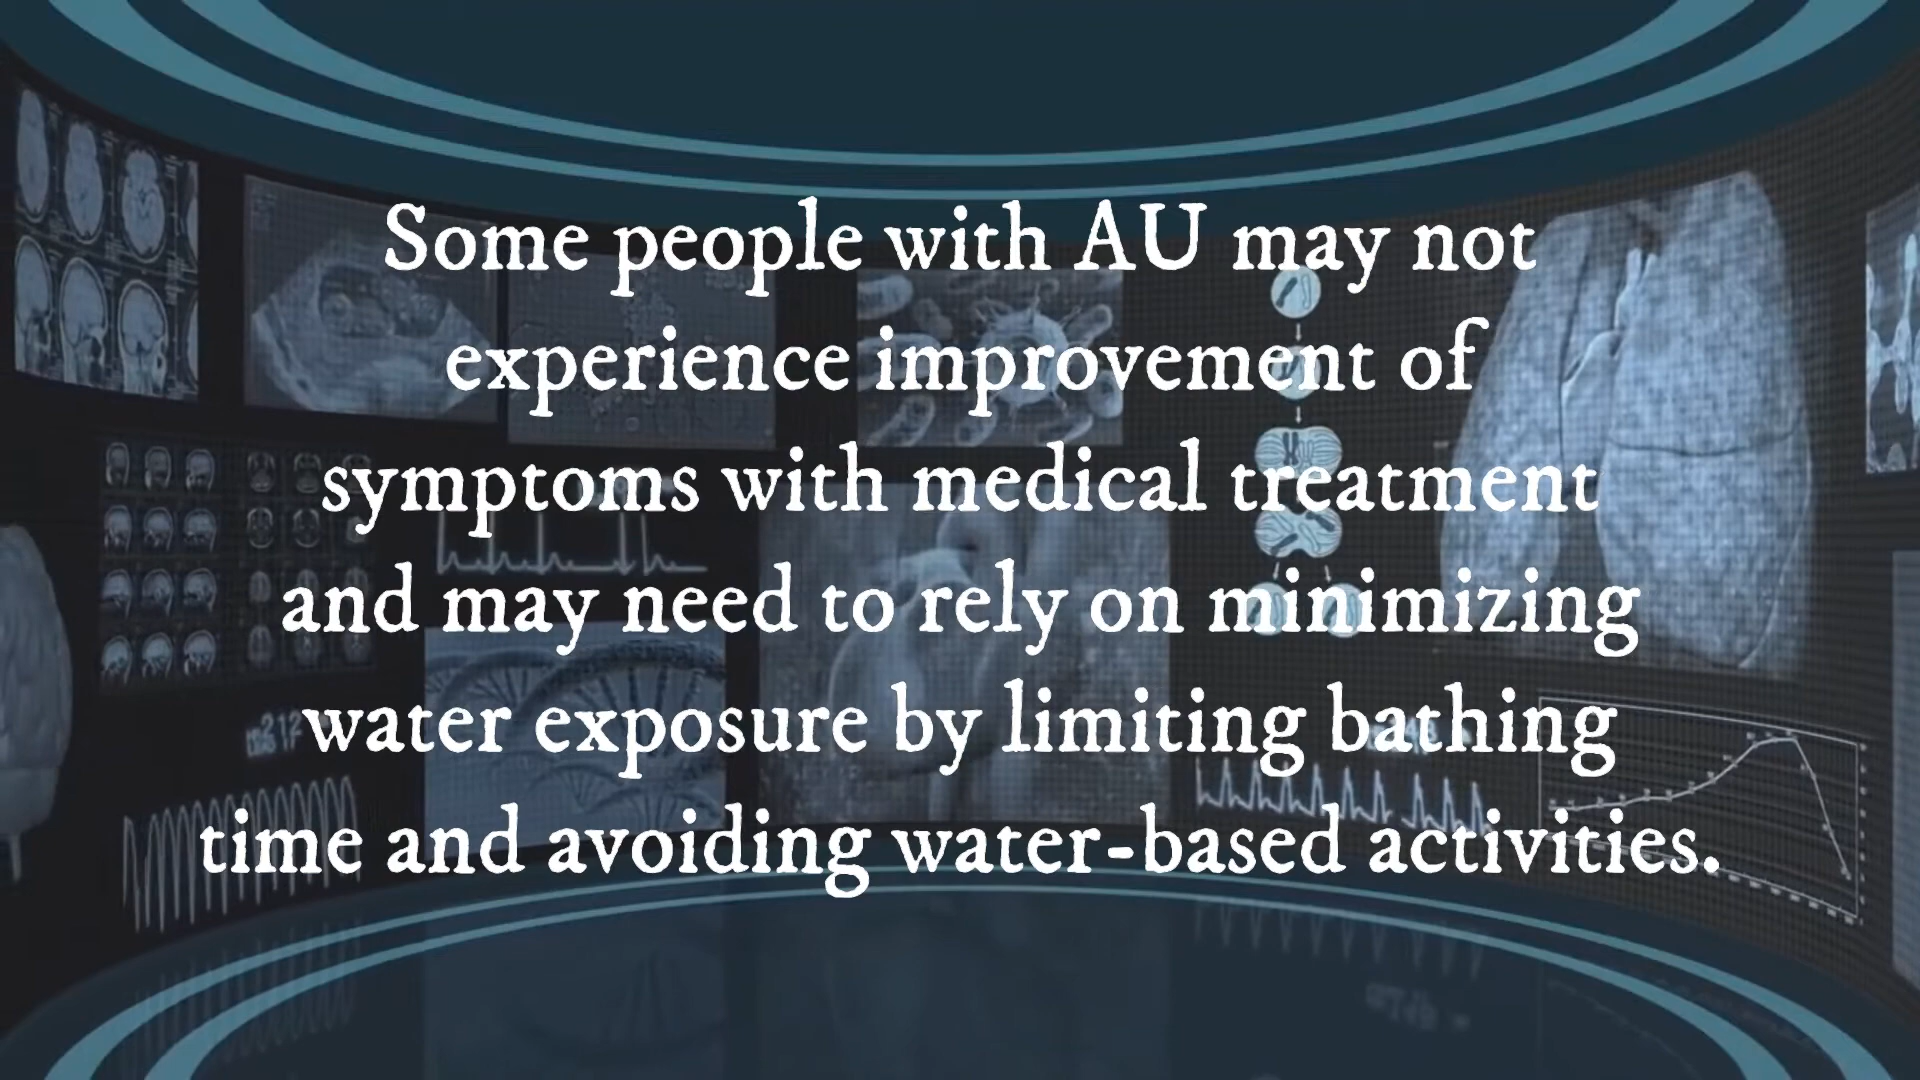 Some people with AU may not
experience improvement of
symptoms with medical treatment
and may need to rely on minimizing
water exposure by limiting bathing
time and avoiding water-based activities.